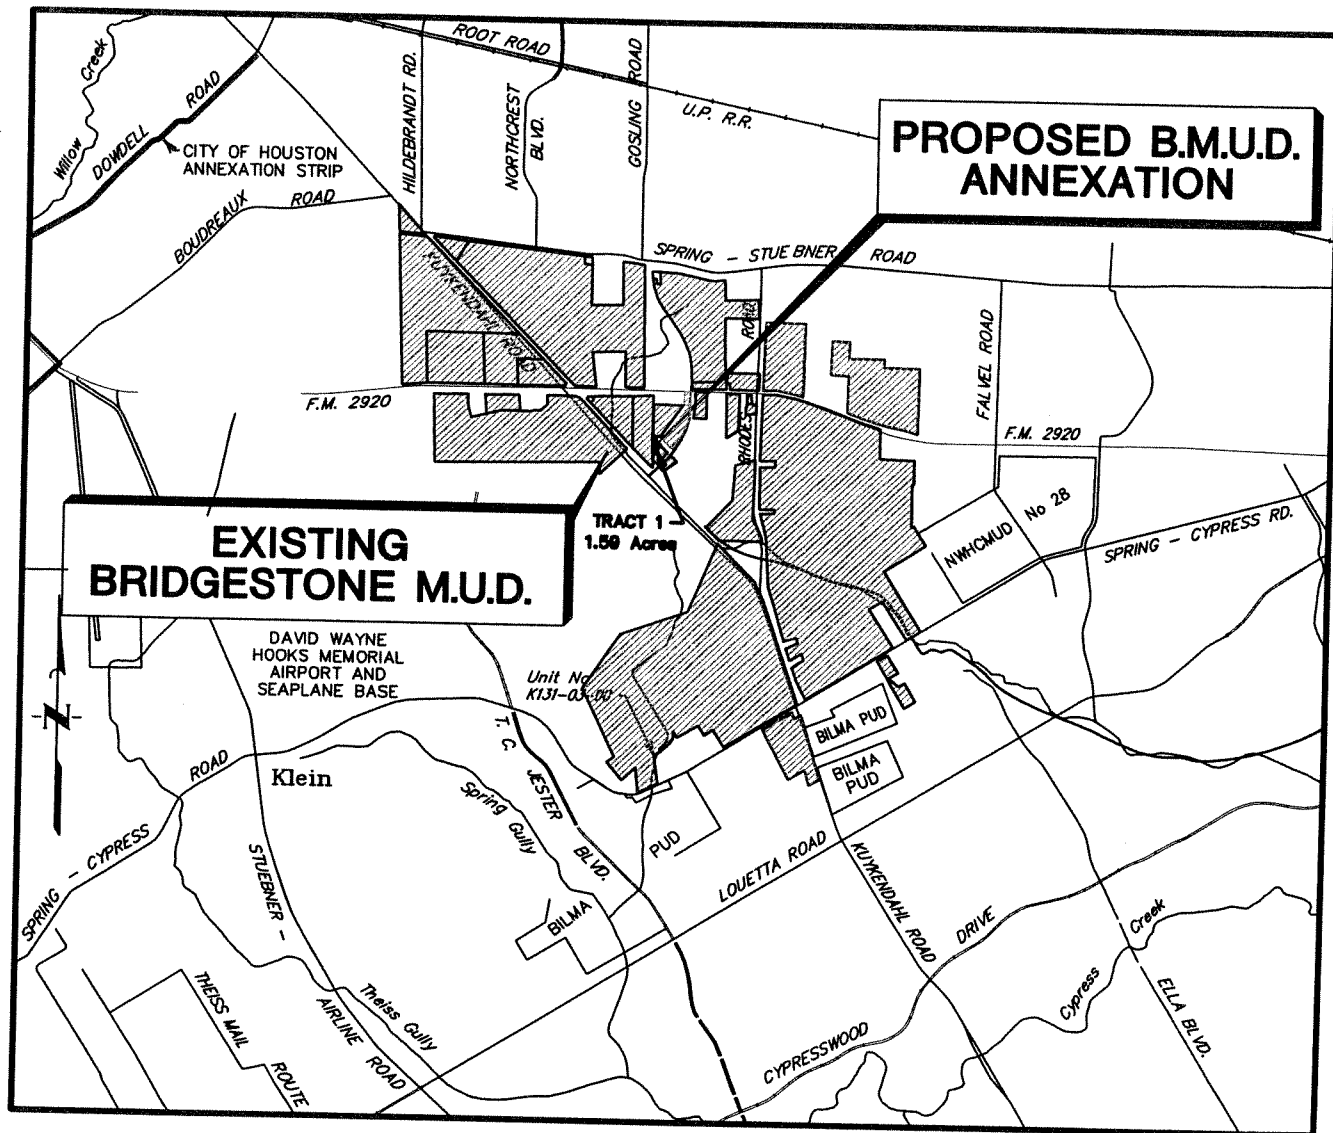 ROOT ROAD
Creek
Willow
DOWDELL
ROAD
HILDEBRANDT RD.
NORTHCREST
BLVD.
GOSLING ROAD
U.P. R.R.
PROPOSED B.M.U.D.
ANNEXATION
CITY OF HOUSTON
ANNEXATION STRIP
BOUDREAUX
ROAD
SPRING - STUEBNER ROAD
KUYKENDAHL ROAD
ROAD
FALVEL ROAD
F.M. 2920
F.M. 2920
RHODES
No 28
NWHCMUD
SPRING - CYPRESS RD.
TRACT 1
1.59 Acres
EXISTING
BRIDGESTONE M.U.D.
DAVID WAYNE
HOOKS MEMORIAL
AIRPORT AND
SEAPLANE BASE
Unit No
K131-03-00
N
BILMA PUD
BILMA
PUD
T. C. JESTER
BLVD.
ROAD
Klein
Spring Gully
PUD
LOUETTA ROAD
KUYKENDAHL ROAD
SPRING - CYPRESS
STUEBNER -
BILMA
DRIVE
Creek
Cypress
THEISS MAIL
ROUTE
AIRLINE ROAD
Theiss Gully
CYPRESSWOOD
ELLA BLVD.